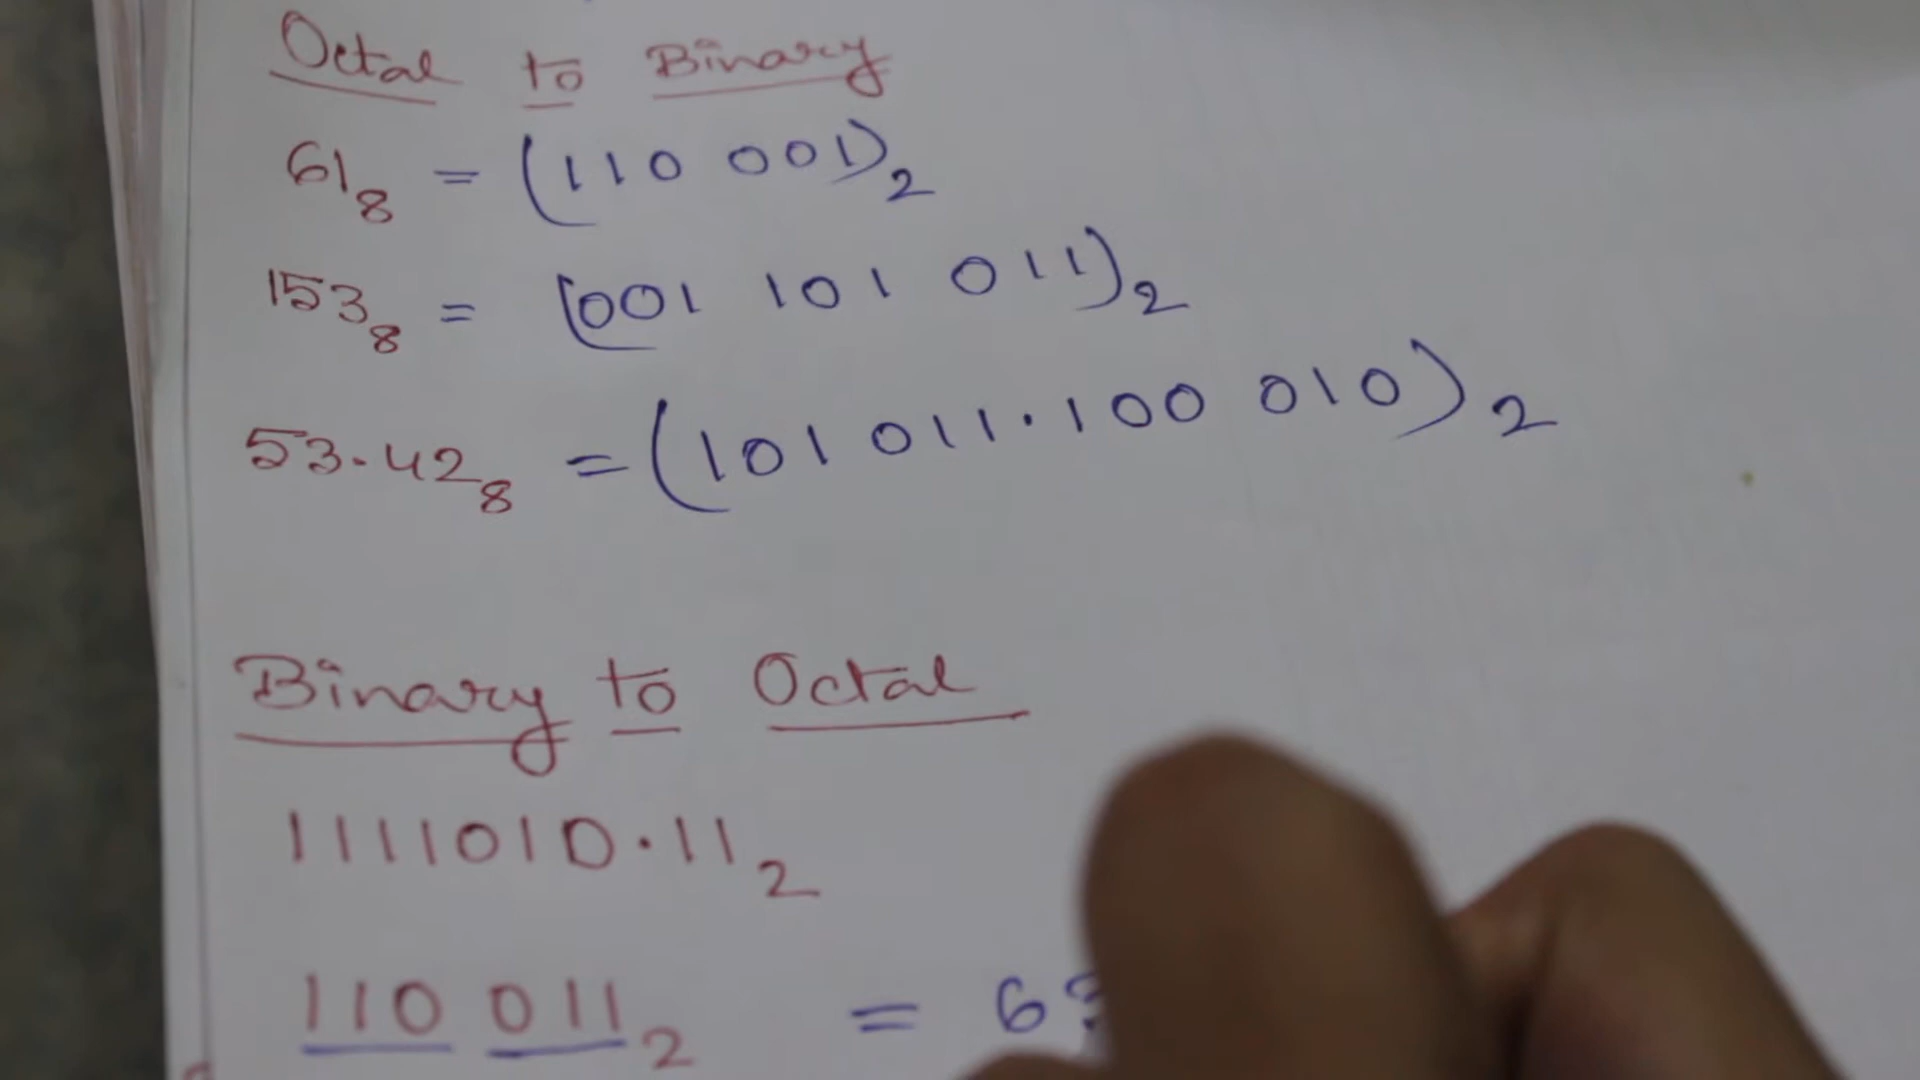 Octal to Binary
61₈ = (110 001)₂
153₈ = (001 101 011)₂
53.42₈ = (101 011.100 010)₂
Binary to Octal
1111010.11₂
110 011₂ = 6